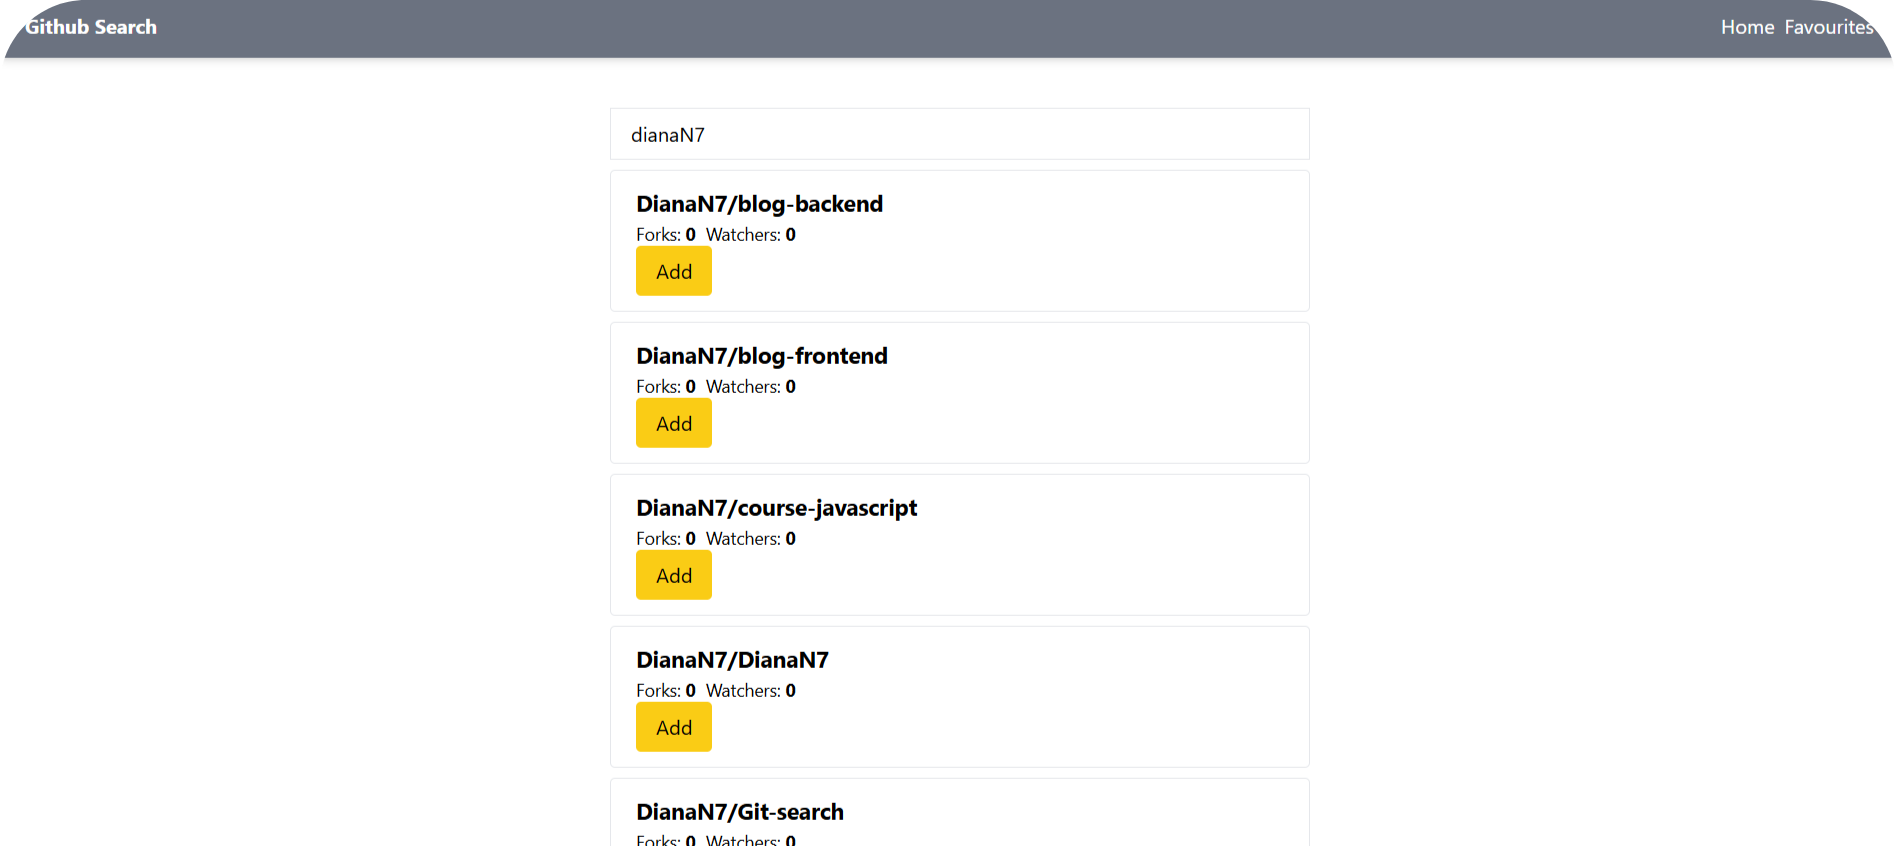 Github Search Home Favourites
dianaN7
DianaN7/blog-backend
Forks: 0 Watchers: 0
Add
DianaN7/blog-frontend
Forks: 0 Watchers: 0
Add
DianaN7/course-javascript
Forks: 0 Watchers: 0
Add
DianaN7/DianaN7
Forks: 0 Watchers: 0
Add
DianaN7/Git-search
Forks: 0 Watchers: 0